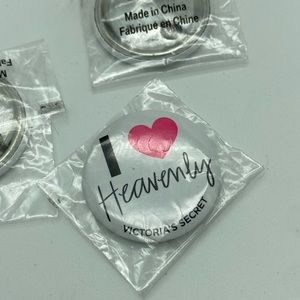 Made in China
Fabriqué en Chine
I
Heavenly
VICTORIA'S SECRET